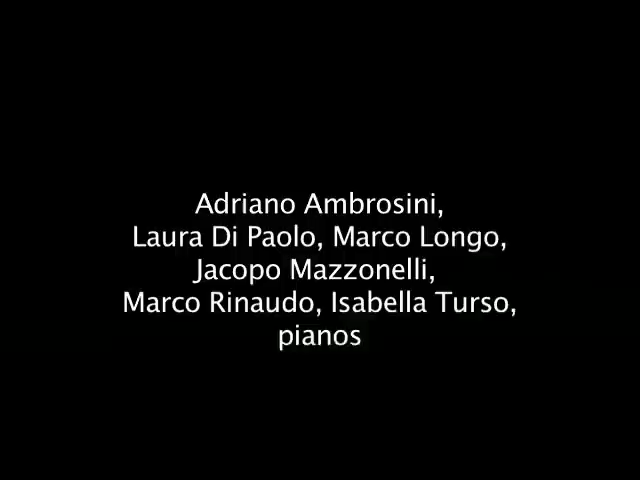 Adriano Ambrosini,
Laura Di Paolo, Marco Longo,
Jacopo Mazzonelli,
Marco Rinaudo, Isabella Turso,
pianos